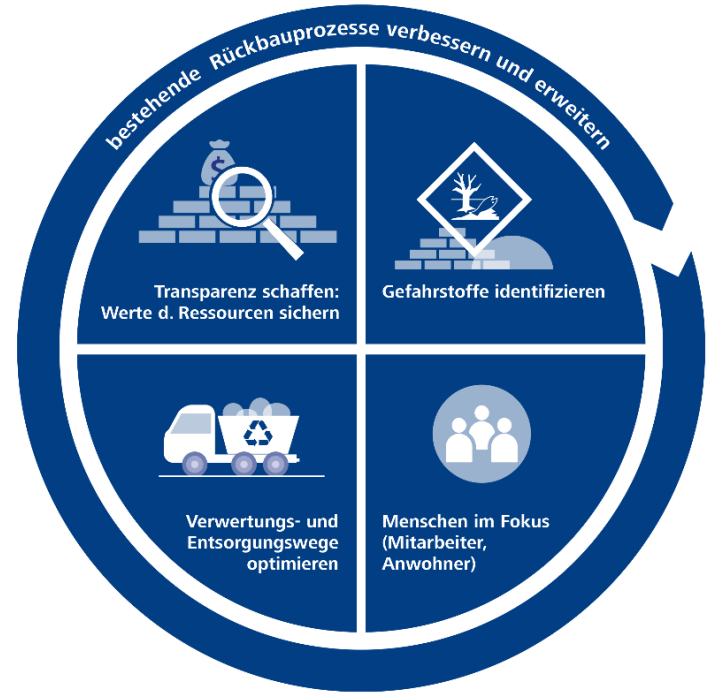 bestehende Rückbauprozesse verbessern und erweitern
$
Transparenz schaffen:
Werte d. Ressourcen sichern
Gefahrstoffe identifizieren
Verwertungs- und
Entsorgungswege
optimieren
Menschen im Fokus
(Mitarbeiter,
Anwohner)